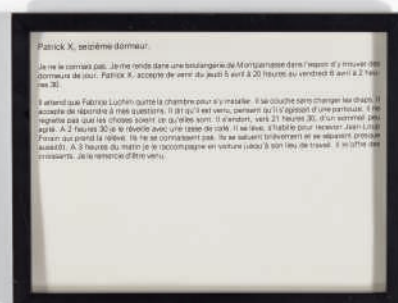 Patrick X, seizième dormeur.
Je ne le connais pas. Je me rends dans une boulangerie de Montparnasse dans l'espoir d'y trouver des
dormeurs de jour. Patrick X, accepte de venir du jeudi 5 avril à 20 heures au vendredi 6 avril à 2 heu-
res 30.
Il attend que Fabrice Luchini quitte la chambre pour s'y installer. Il se couche sans changer les draps. Il
accepte de répondre à mes questions. Il dit qu'il est venu, pensant qu'il s'agissait d'une partouze. Il ne
regrette pas que les choses soient ce qu'elles sont. Il s'endort, vers 21 heures 30, d'un sommeil peu
agité. A 2 heures 30 je le réveille avec une tasse de café. Il se lève, s'habille pour recevoir Jean-Loup
Forain qui prend la relève. Ils ne se connaissent pas. Ils se saluent brièvement et se séparent presque
aussitôt. A 3 heures du matin je le raccompagne en voiture jusqu'à son lieu de travail. Il m'offre des
croissants. Je le remercie d'être venu.